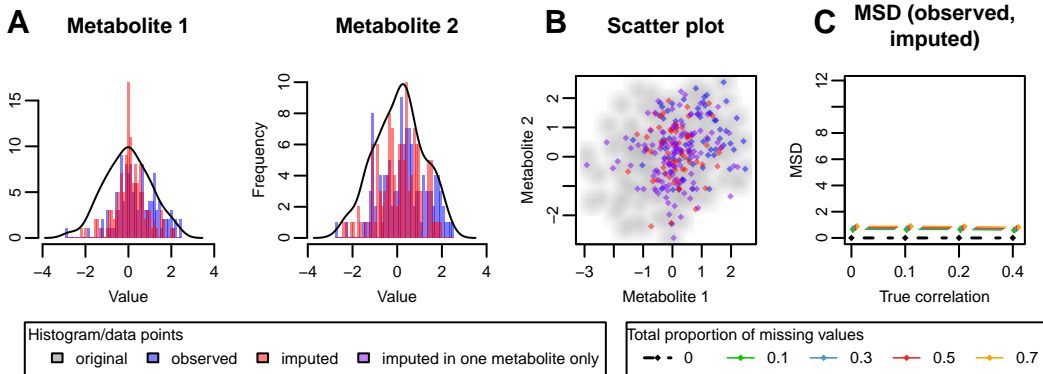 A
Metabolite 1
Metabolite 2
B
Scatter plot
C
MSD (observed,
imputed)
0
5
10
15
−4
−2
0
2
4
Value
Frequency
0
2
4
6
8
10
−4
−2
0
2
4
Value
Metabolite 2
−2
0
1
2
−3
−1
0
1
2
Metabolite 1
MSD
0
2
4
6
8
12
0
0.1
0.2
0.4
True correlation
Histogram/data points
original
observed
imputed
imputed in one metabolite only
Total proportion of missing values
0
0.1
0.3
0.5
0.7